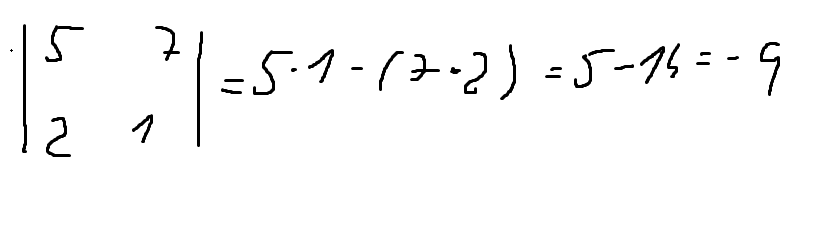 | 5 7 |
| 2 1 | = 5·1 - (7·2) = 5 - 14 = - 9